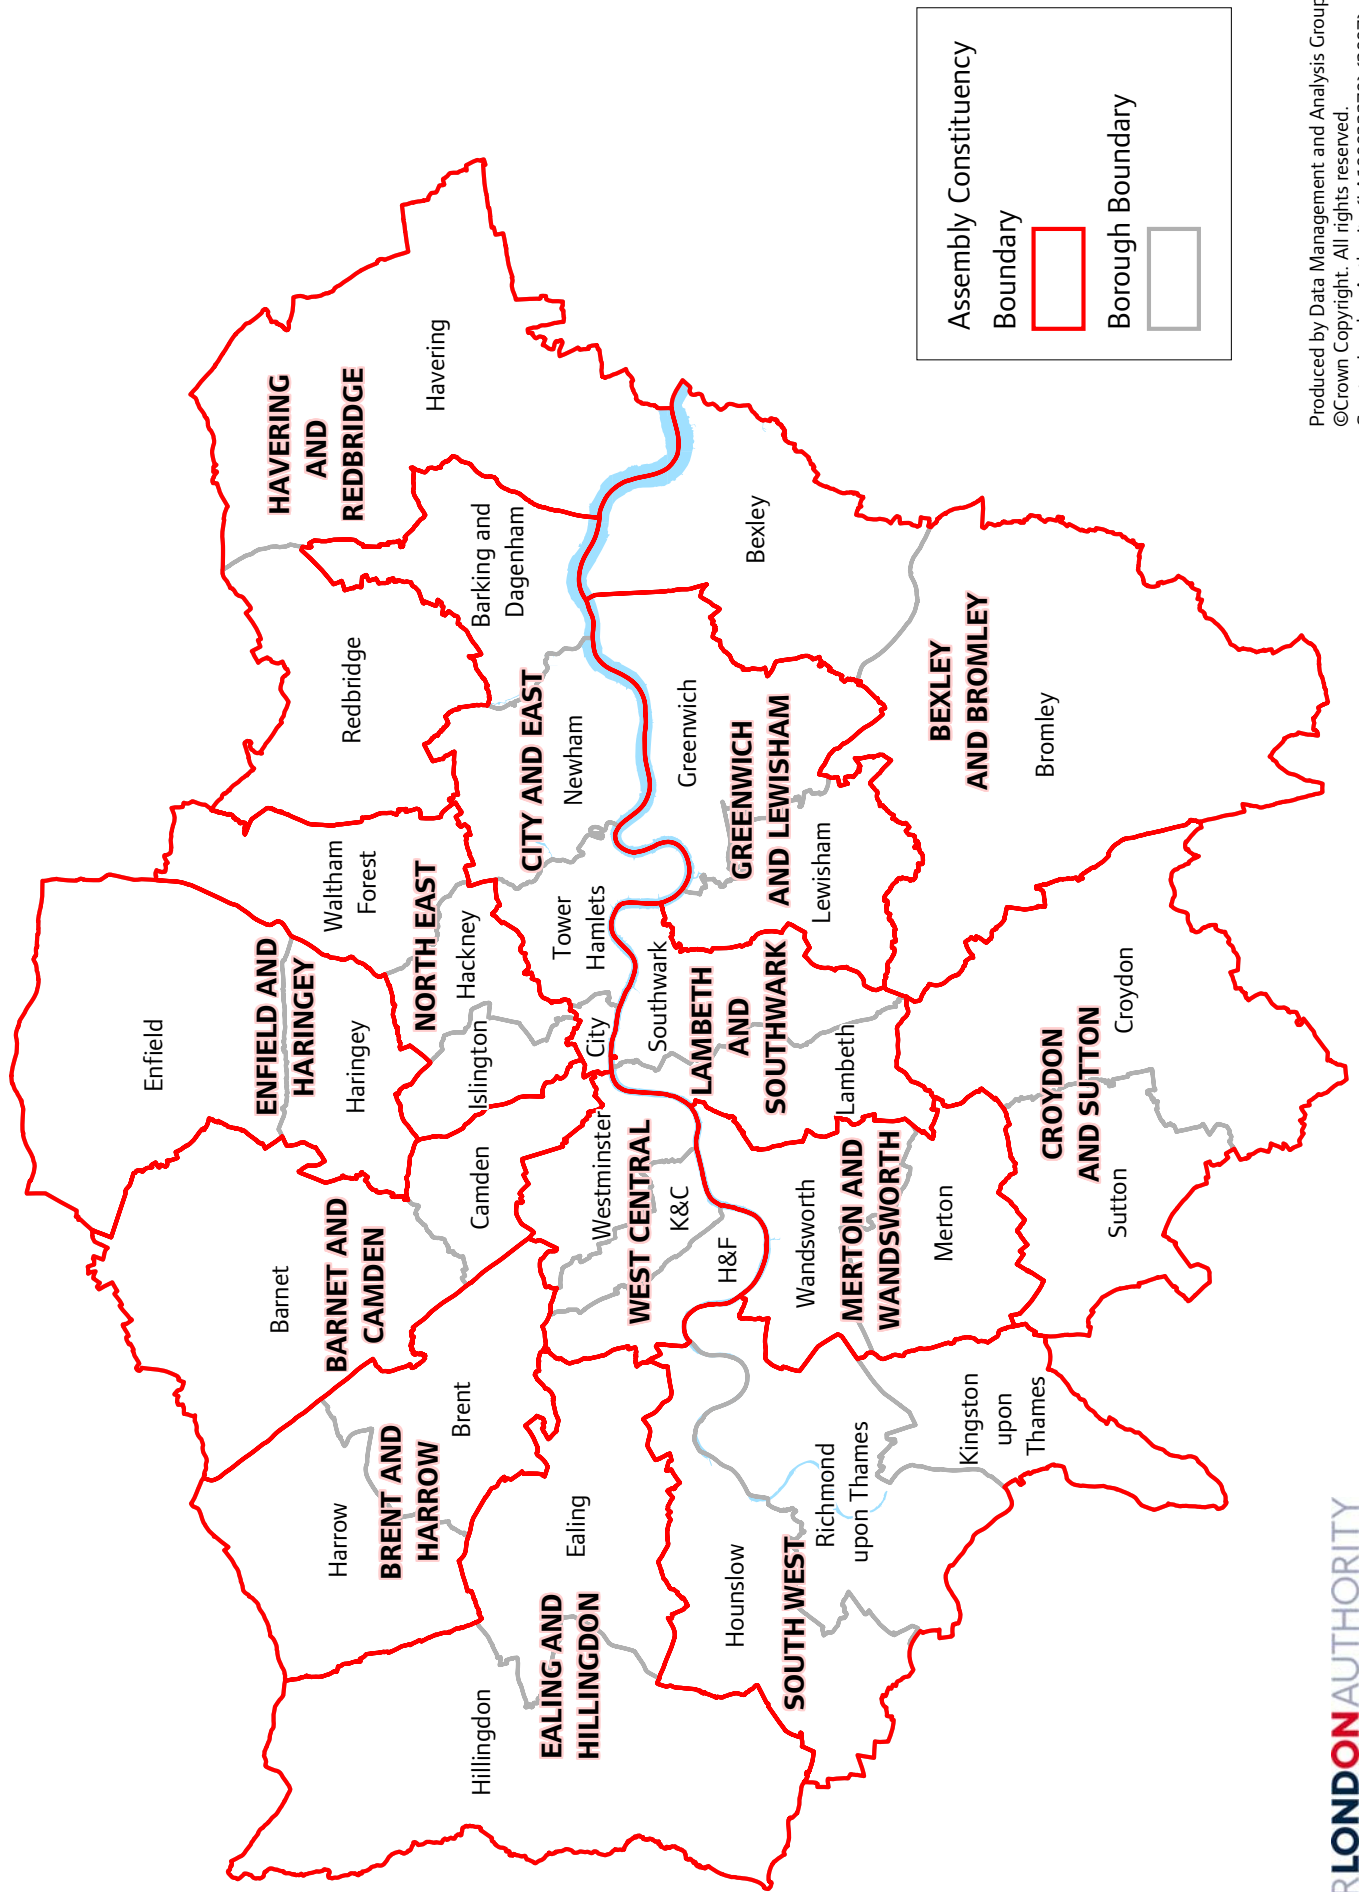 Enfield
ENFIELD AND
HARINGEY
Haringey
Barnet
BARNET AND
CAMDEN
Camden
Waltham
Forest
NORTH EAST
Hackney
Islington
Redbridge
HAVERING
AND
REDBRIDGE
Havering
Barking and
Dagenham
CITY AND EAST
Newham
Tower
Hamlets
City
Harrow
BRENT AND
HARROW
Brent
Hillingdon
EALING AND
HILLINGDON
Ealing
Westminster
WEST CENTRAL
K&C
H&F
Southwark
LAMBETH
AND
SOUTHWARK
Lambeth
Greenwich
GREENWICH
AND LEWISHAM
Lewisham
Bexley
BEXLEY
AND BROMLEY
Bromley
Hounslow
SOUTH WEST
Richmond
upon Thames
Kingston
upon
Thames
Wandsworth
MERTON AND
WANDSWORTH
Merton
CROYDON
AND SUTTON
Croydon
Sutton
Assembly Constituency
Boundary
Borough Boundary
Produced by Data Management and Analysis Group
©Crown Copyright. All rights reserved.
LONDONAUTHORITY